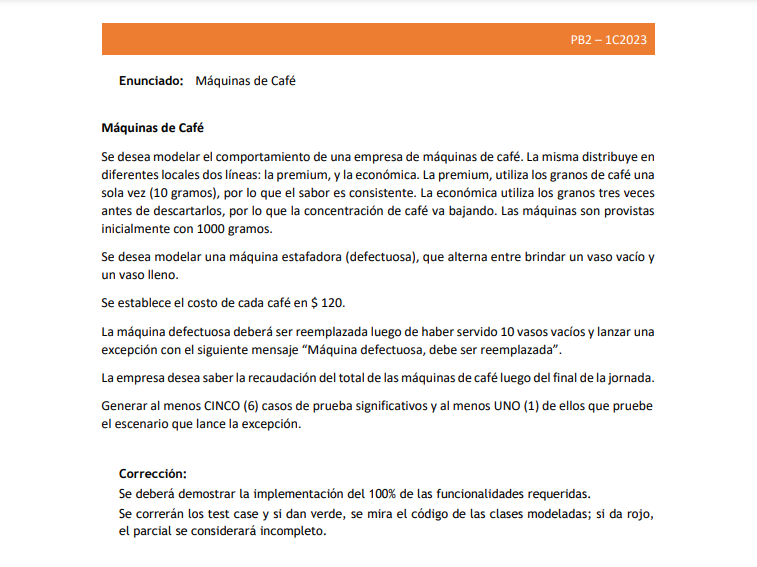 PB2 – 1C2023
Enunciado: Máquinas de Café
Máquinas de Café
Se desea modelar el comportamiento de una empresa de máquinas de café. La misma distribuye en
diferentes locales dos líneas: la premium, y la económica. La premium, utiliza los granos de café una
sola vez (10 gramos), por lo que el sabor es consistente. La económica utiliza los granos tres veces
antes de descartarlos, por lo que la concentración de café va bajando. Las máquinas son provistas
inicialmente con 1000 gramos.
Se desea modelar una máquina estafadora (defectuosa), que alterna entre brindar un vaso vacío y
un vaso lleno.
Se establece el costo de cada café en $ 120.
La máquina defectuosa deberá ser reemplazada luego de haber servido 10 vasos vacíos y lanzar una
excepción con el siguiente mensaje “Máquina defectuosa, debe ser reemplazada”.
La empresa desea saber la recaudación del total de las máquinas de café luego del final de la jornada.
Generar al menos CINCO (6) casos de prueba significativos y al menos UNO (1) de ellos que pruebe
el escenario que lance la excepción.
Corrección:
Se deberá demostrar la implementación del 100% de las funcionalidades requeridas.
Se correrán los test case y si dan verde, se mira el código de las clases modeladas; si da rojo,
el parcial se considerará incompleto.